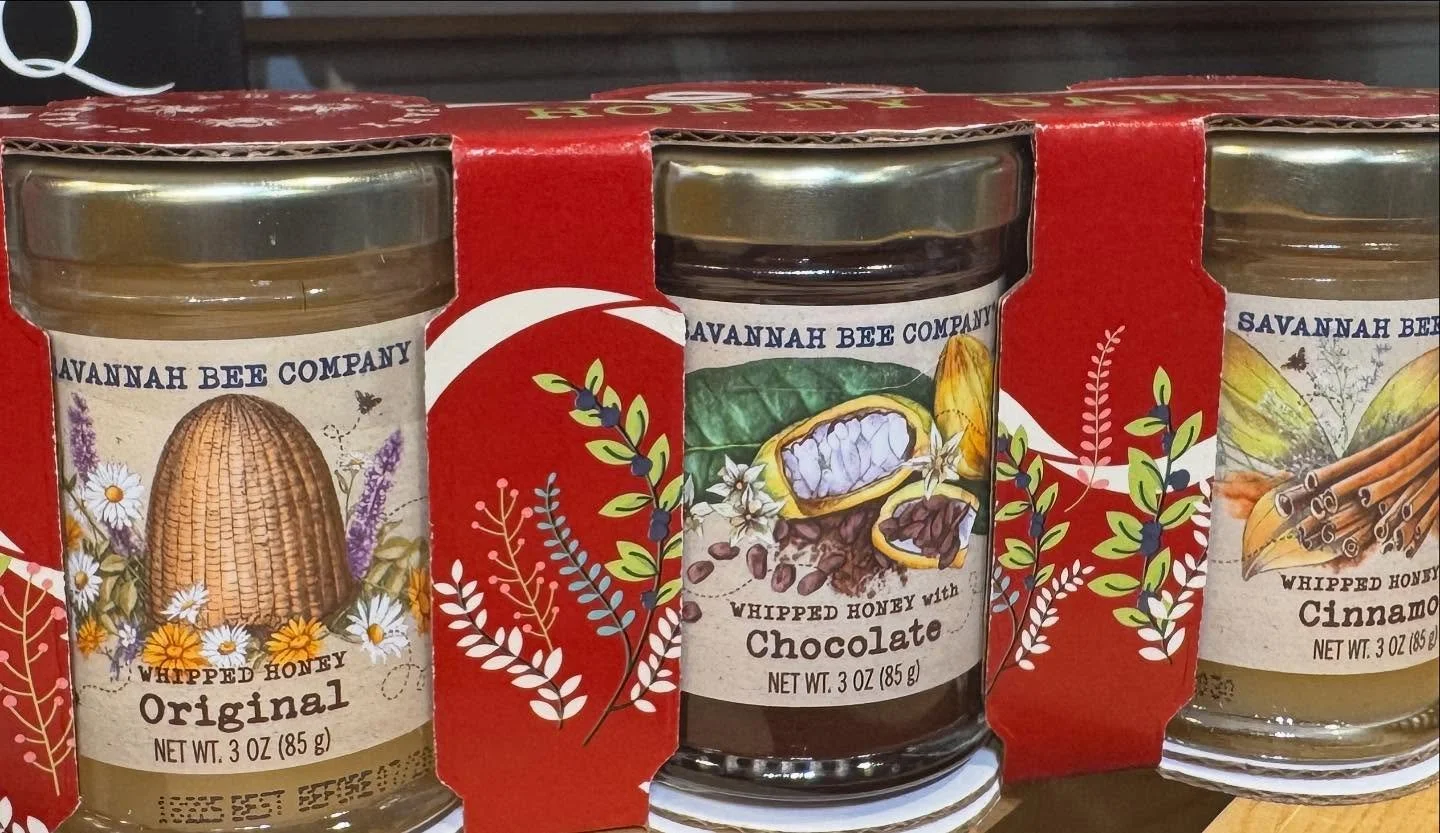 Q
HONEY
SAVANNAH BEE COMPANY
WHIPPED HONEY
Original
NET WT. 3 OZ (85 g)
SAVANNAH BEE COMPANY
WHIPPED HONEY with
Chocolate
NET WT. 3 OZ (85 g)
SAVANNAH BEE
WHIPPED HONEY
Cinnamo
NET WT. 3 OZ (85 g)